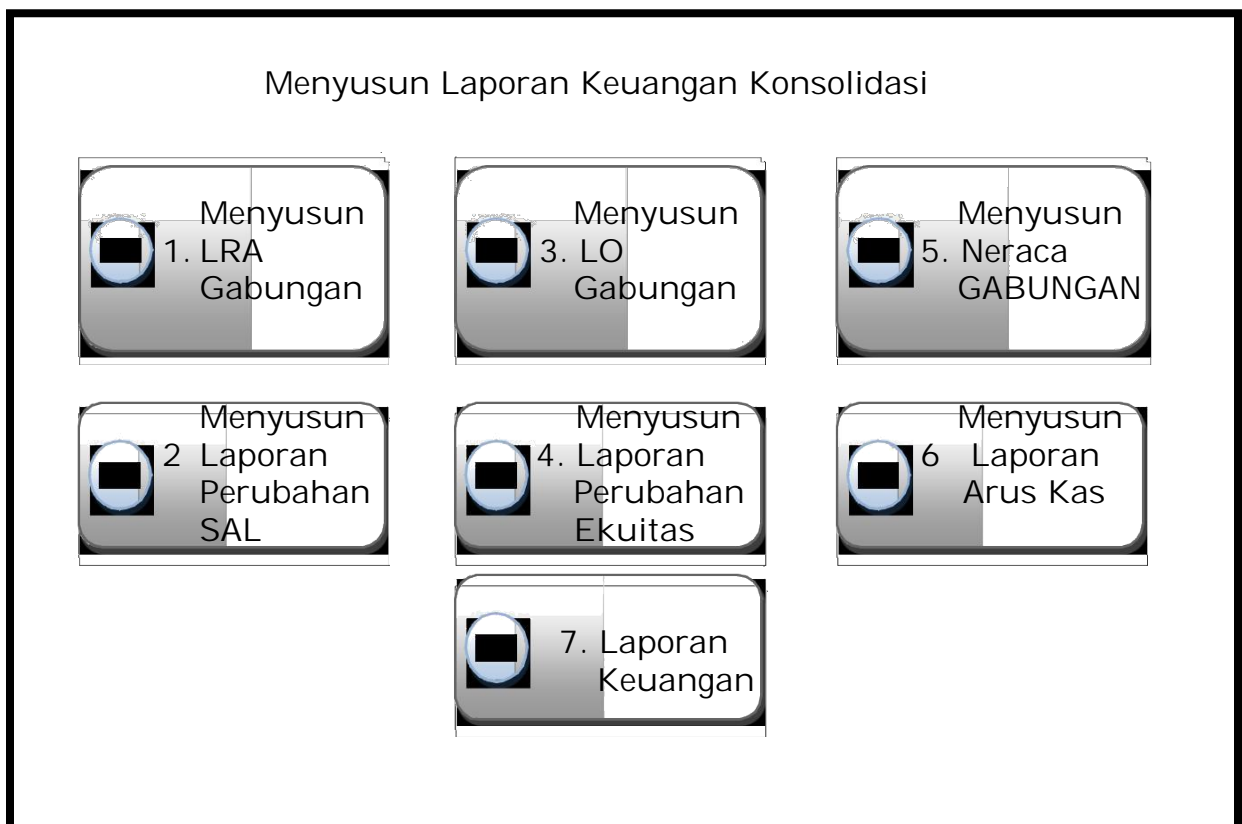 Menyusun Laporan Keuangan Konsolidasi
Menyusun
1. LRA
Gabungan
Menyusun
3. LO
Gabungan
Menyusun
5. Neraca
GABUNGAN
Menyusun
2 Laporan
Perubahan
SAL
Menyusun
4. Laporan
Perubahan
Ekuitas
Menyusun
6 Laporan
Arus Kas
7. Laporan
Keuangan